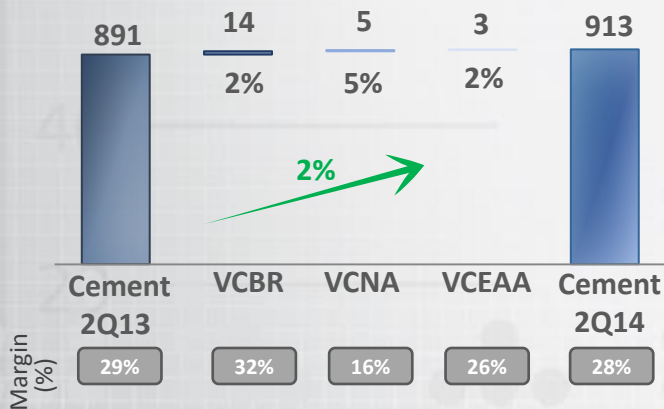 891 14 5 3 913
2% 5% 2%
2%
Cement VCBR VCNA VCEAA Cement
2Q13 2Q14
Margin
(%)
29% 32% 16% 26% 28%